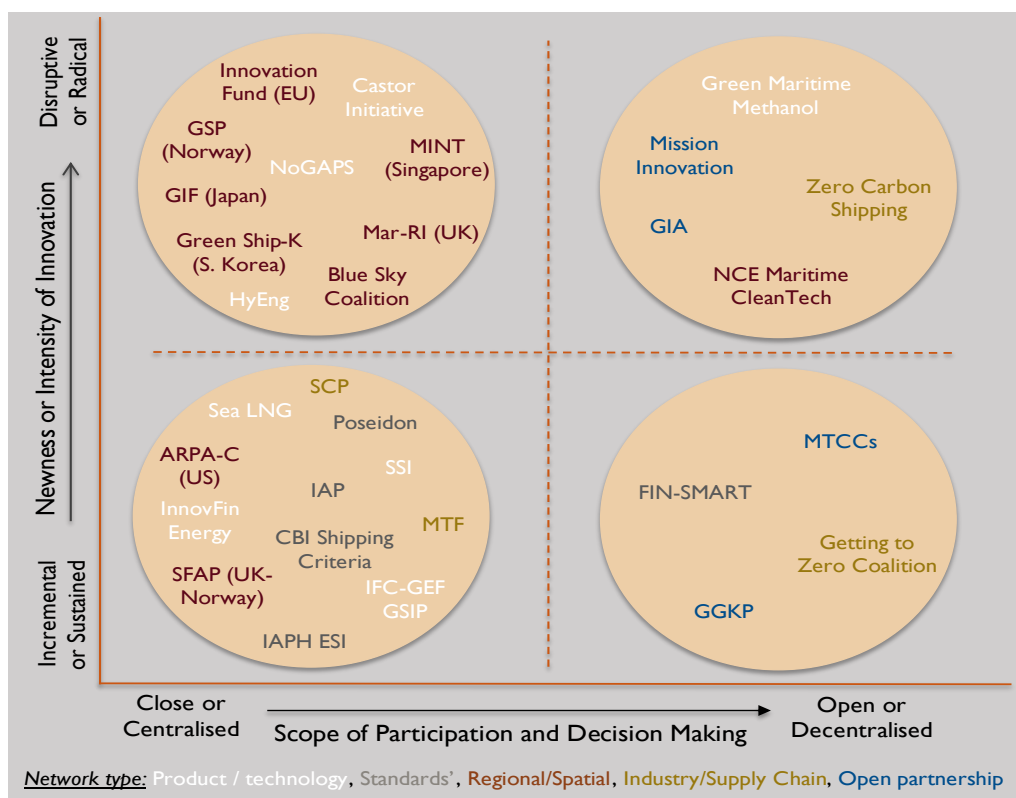 Disruptive
or Radical
Newness or Intensity of Innovation
Incremental
or Sustained
Innovation
Fund (EU)
Castor
Initiative
GSP
(Norway)
NoGAPS
MINT
(Singapore)
GIF (Japan)
Green Ship-K
(S. Korea)
Mar-RI (UK)
Blue Sky
Coalition
HyEng
Green Maritime
Methanol
Mission
Innovation
Zero Carbon
Shipping
GIA
NCE Maritime
CleanTech
SCP
Sea LNG
Poseidon
ARPA-C
(US)
SSI
IAP
InnovFin
Energy
MTF
CBI Shipping
Criteria
SFAP (UK-
Norway)
IFC-GEF
GSIP
IAPH ESI
MTCCs
FIN-SMART
Getting to
Zero Coalition
GGKP
Close or
Centralised
Scope of Participation and Decision Making
Open or
Decentralised
Network type: Product / technology, Standards', Regional/Spatial, Industry/Supply Chain, Open partnership